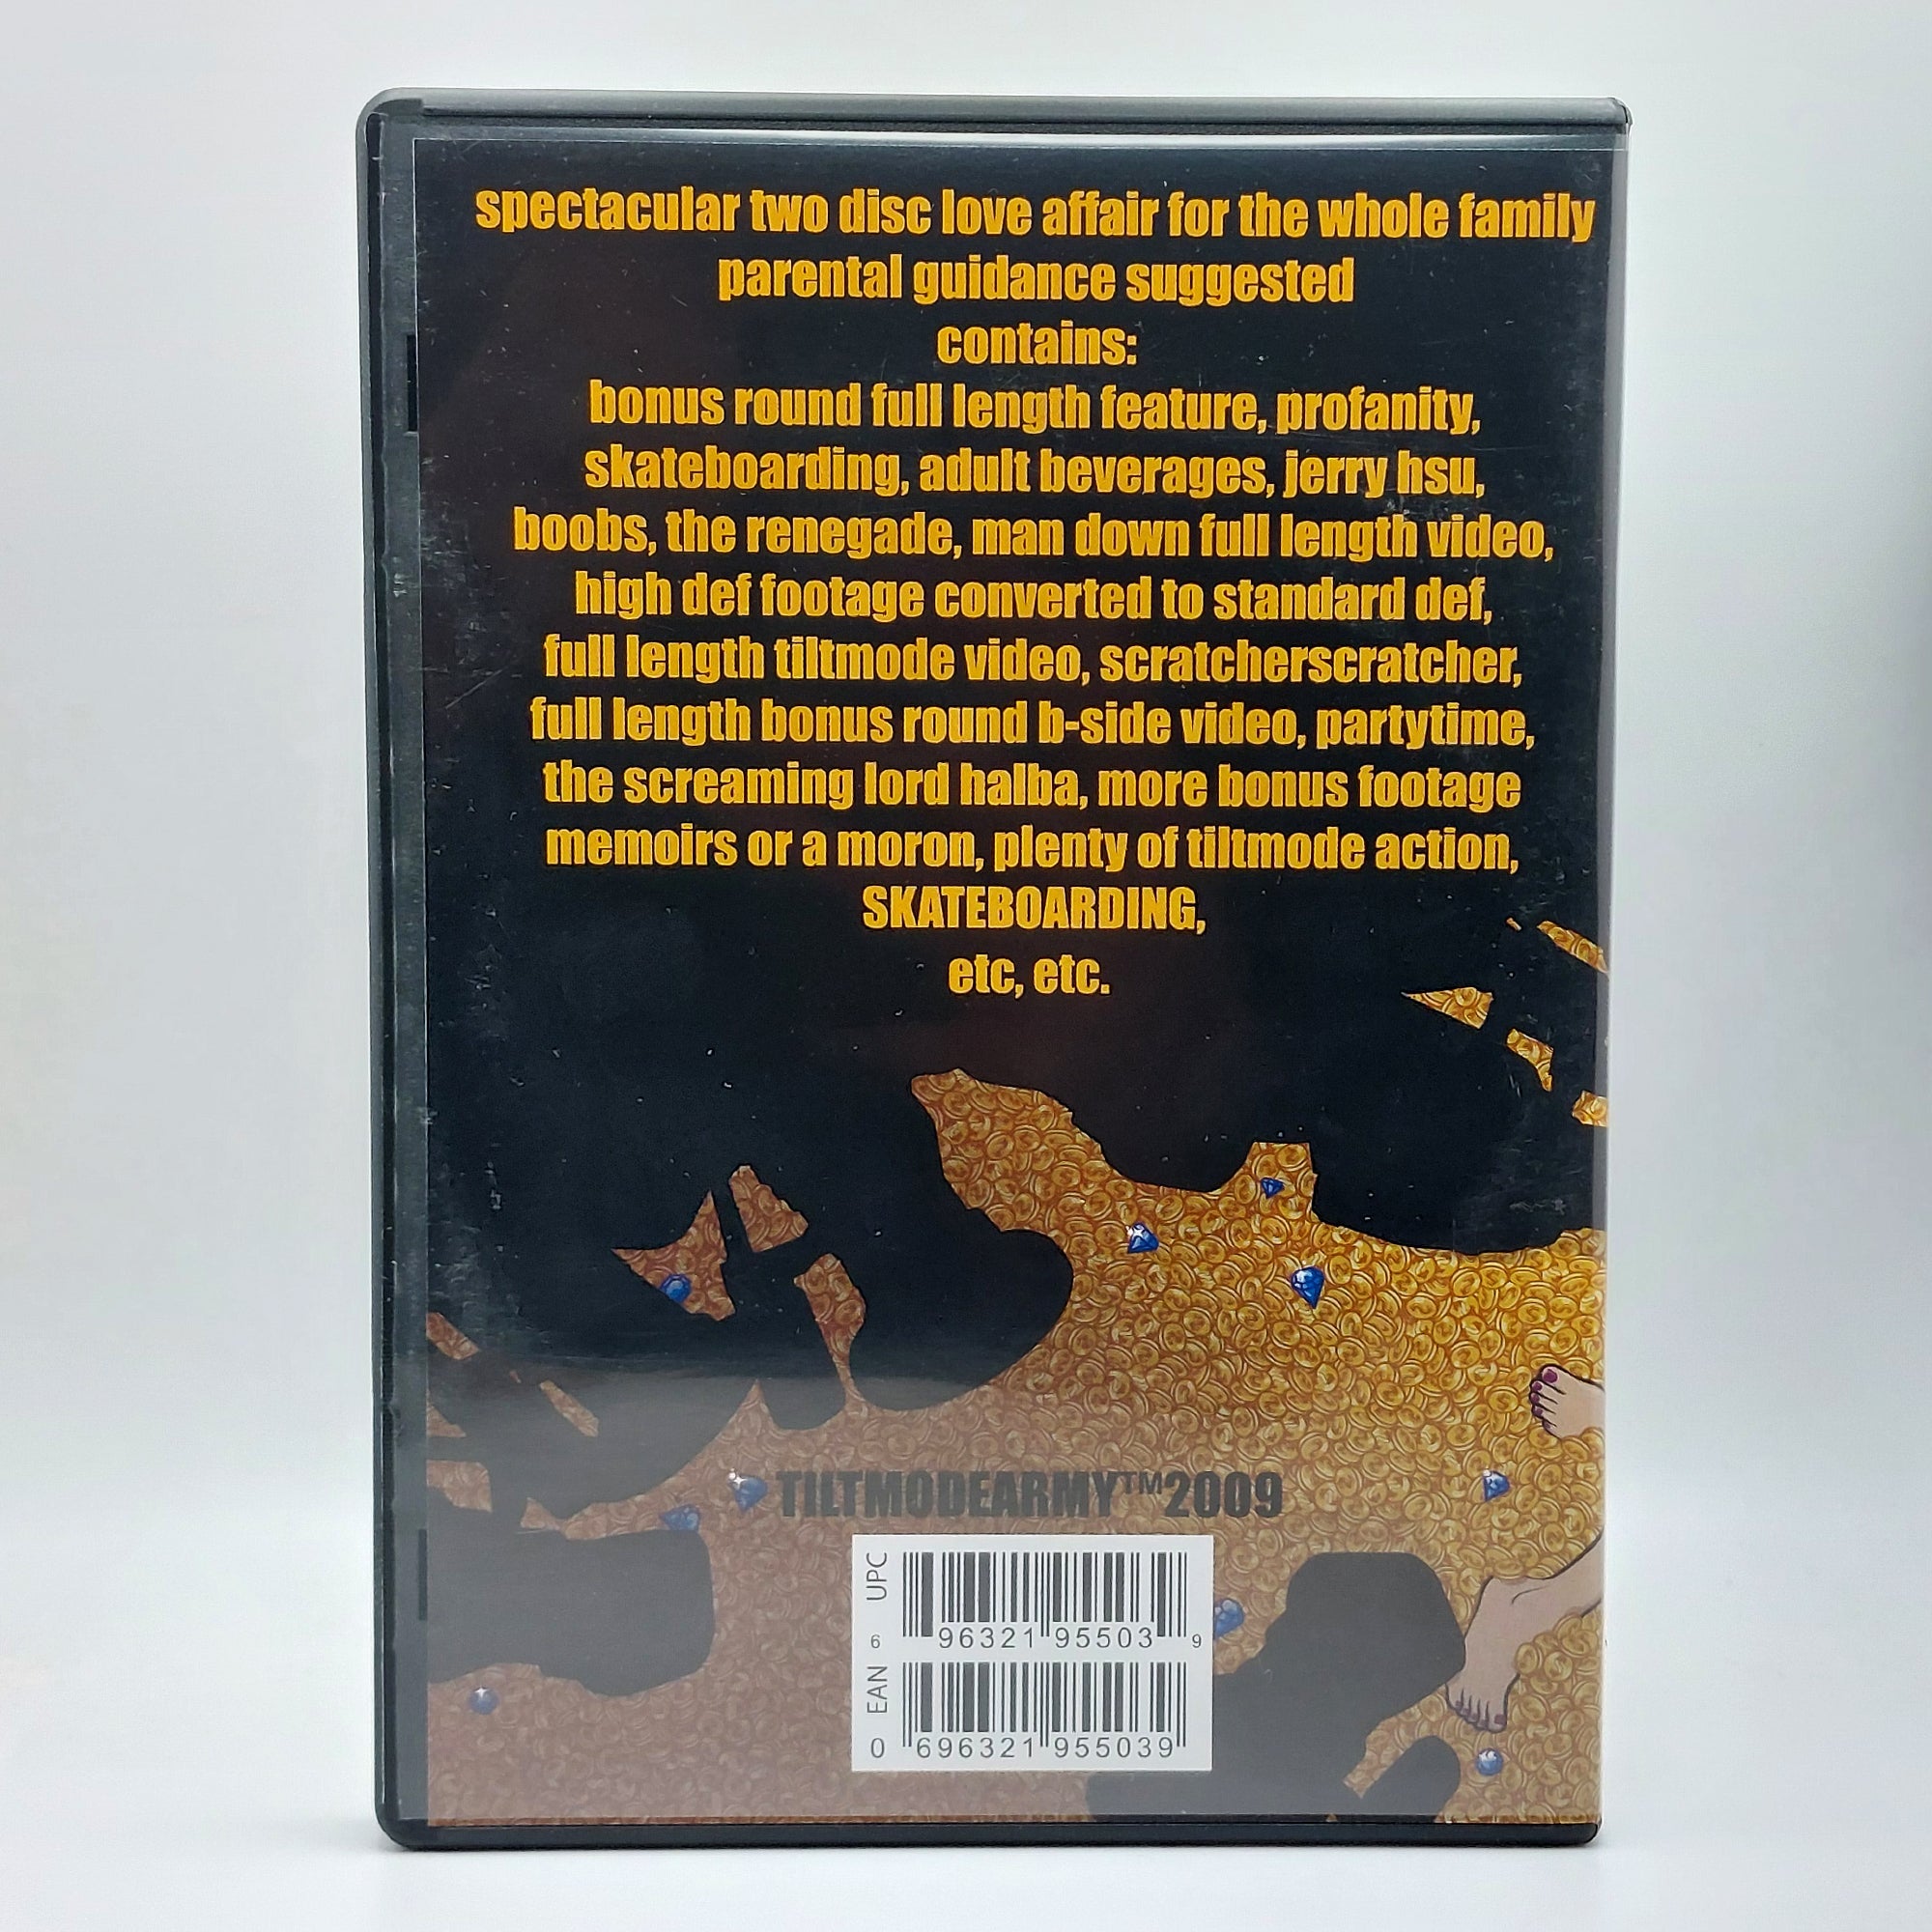 spectacular two disc love affair for the whole family
parental guidance suggested
contains:
bonus round full length feature, profanity,
skateboarding, adult beverages, jerry hsu,
boobs, the renegade, man down full length video,
high def footage converted to standard def,
full length tiltmode video, scratcherscratcher,
full length bonus round b-side video, partytime,
the screaming lord halba, more bonus footage
memoirs or a moron, plenty of tiltmode action,
SKATEBOARDING,
etc, etc.
TILTMODEARMY™2009
UPC
6 96321 95503 9
EAN
0 696321 955039